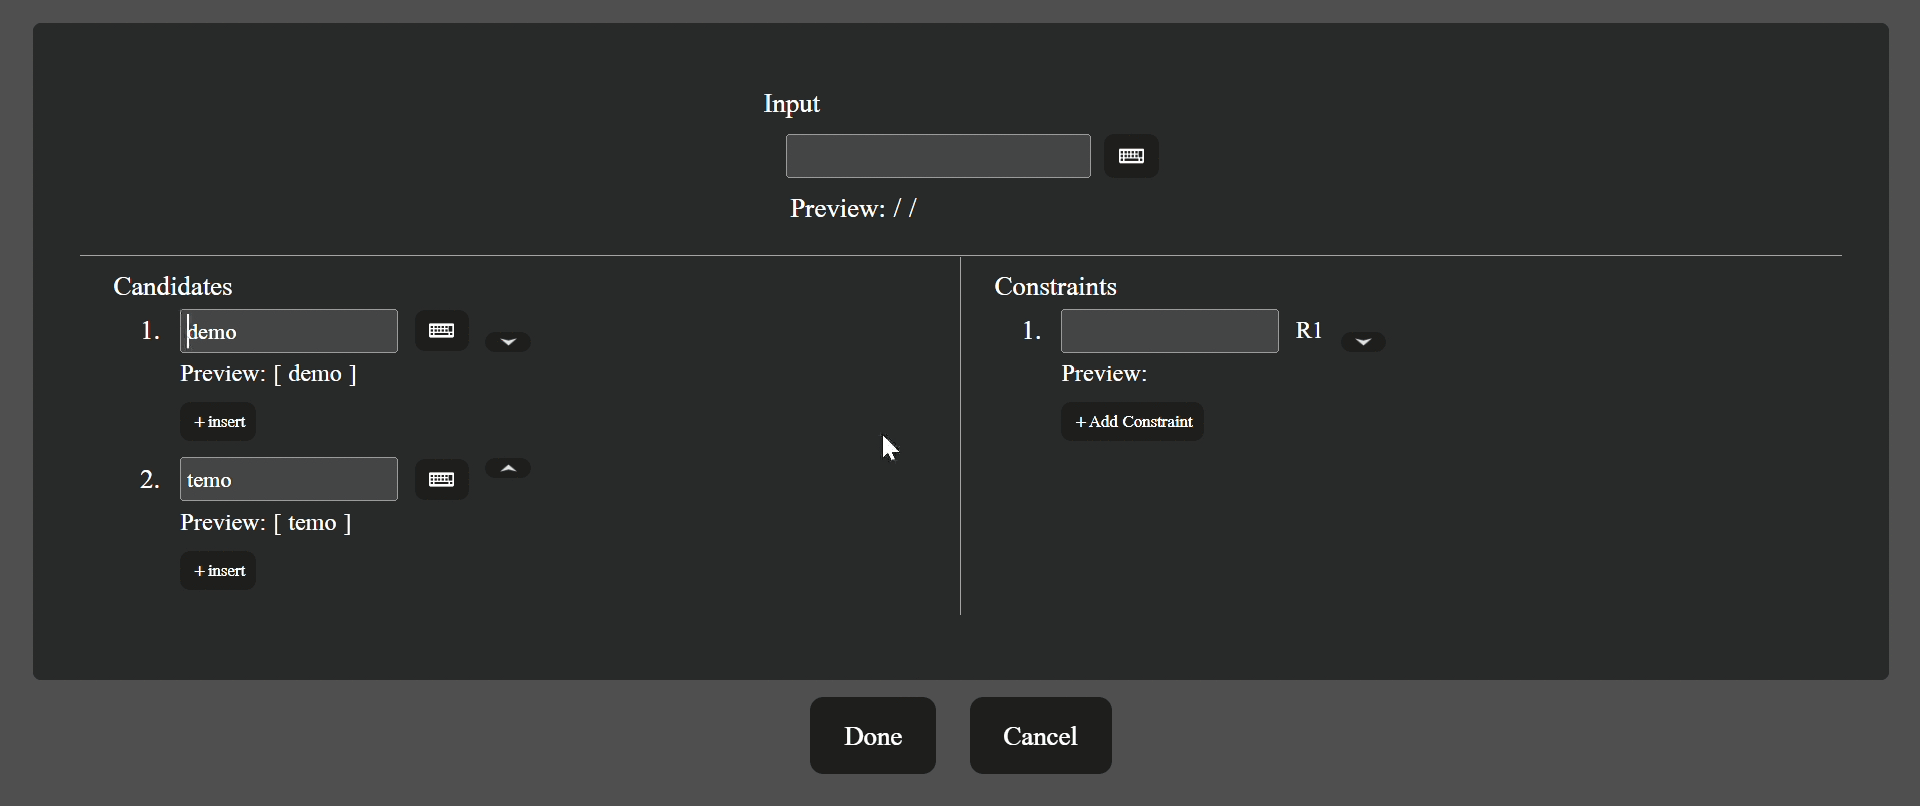 Input
Preview: / /
Candidates
1. demo
Preview: [ demo ]
+ insert
2. temo
Preview: [ temo ]
+ insert
Constraints
1. R1
Preview:
+ Add Constraint
Done
Cancel